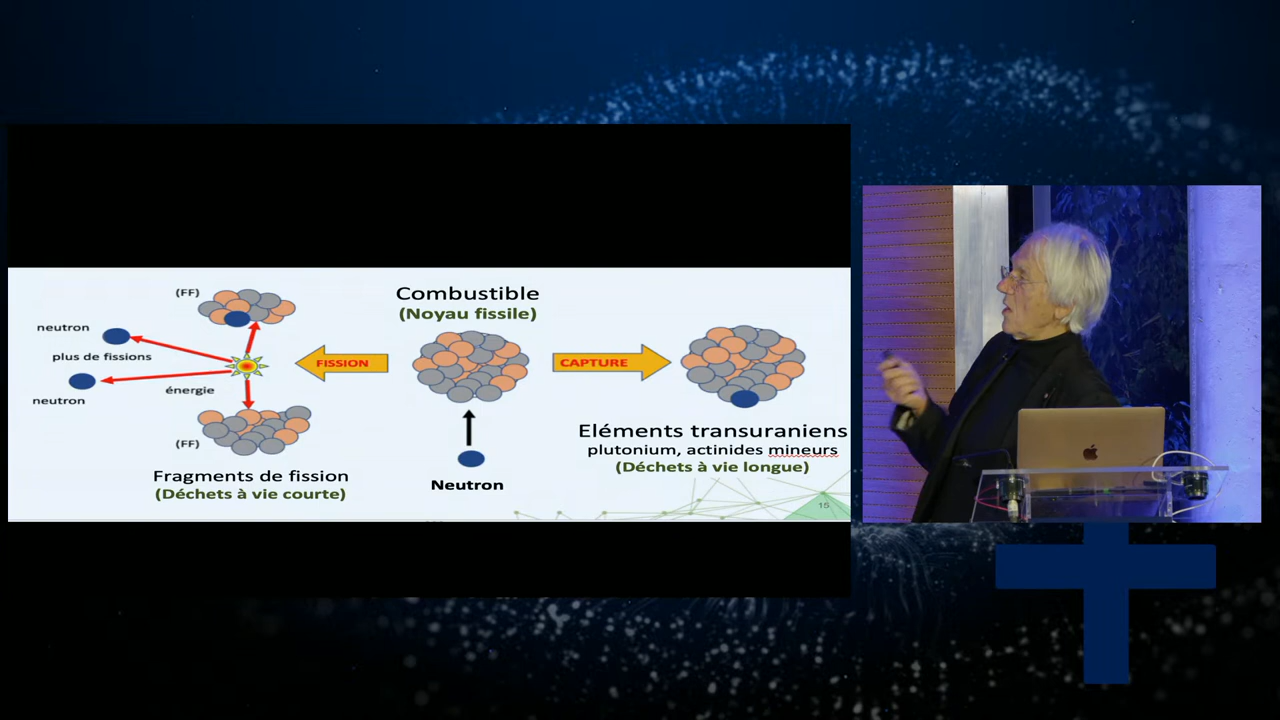 (FF)
neutron
plus de fissions
énergie
neutron
(FF)
Fragments de fission
(Déchets à vie courte)
FISSION
Combustible
(Noyau fissile)
Neutron
CAPTURE
Eléments transuraniens
plutonium, actinides mineurs
(Déchets à vie longue)
15